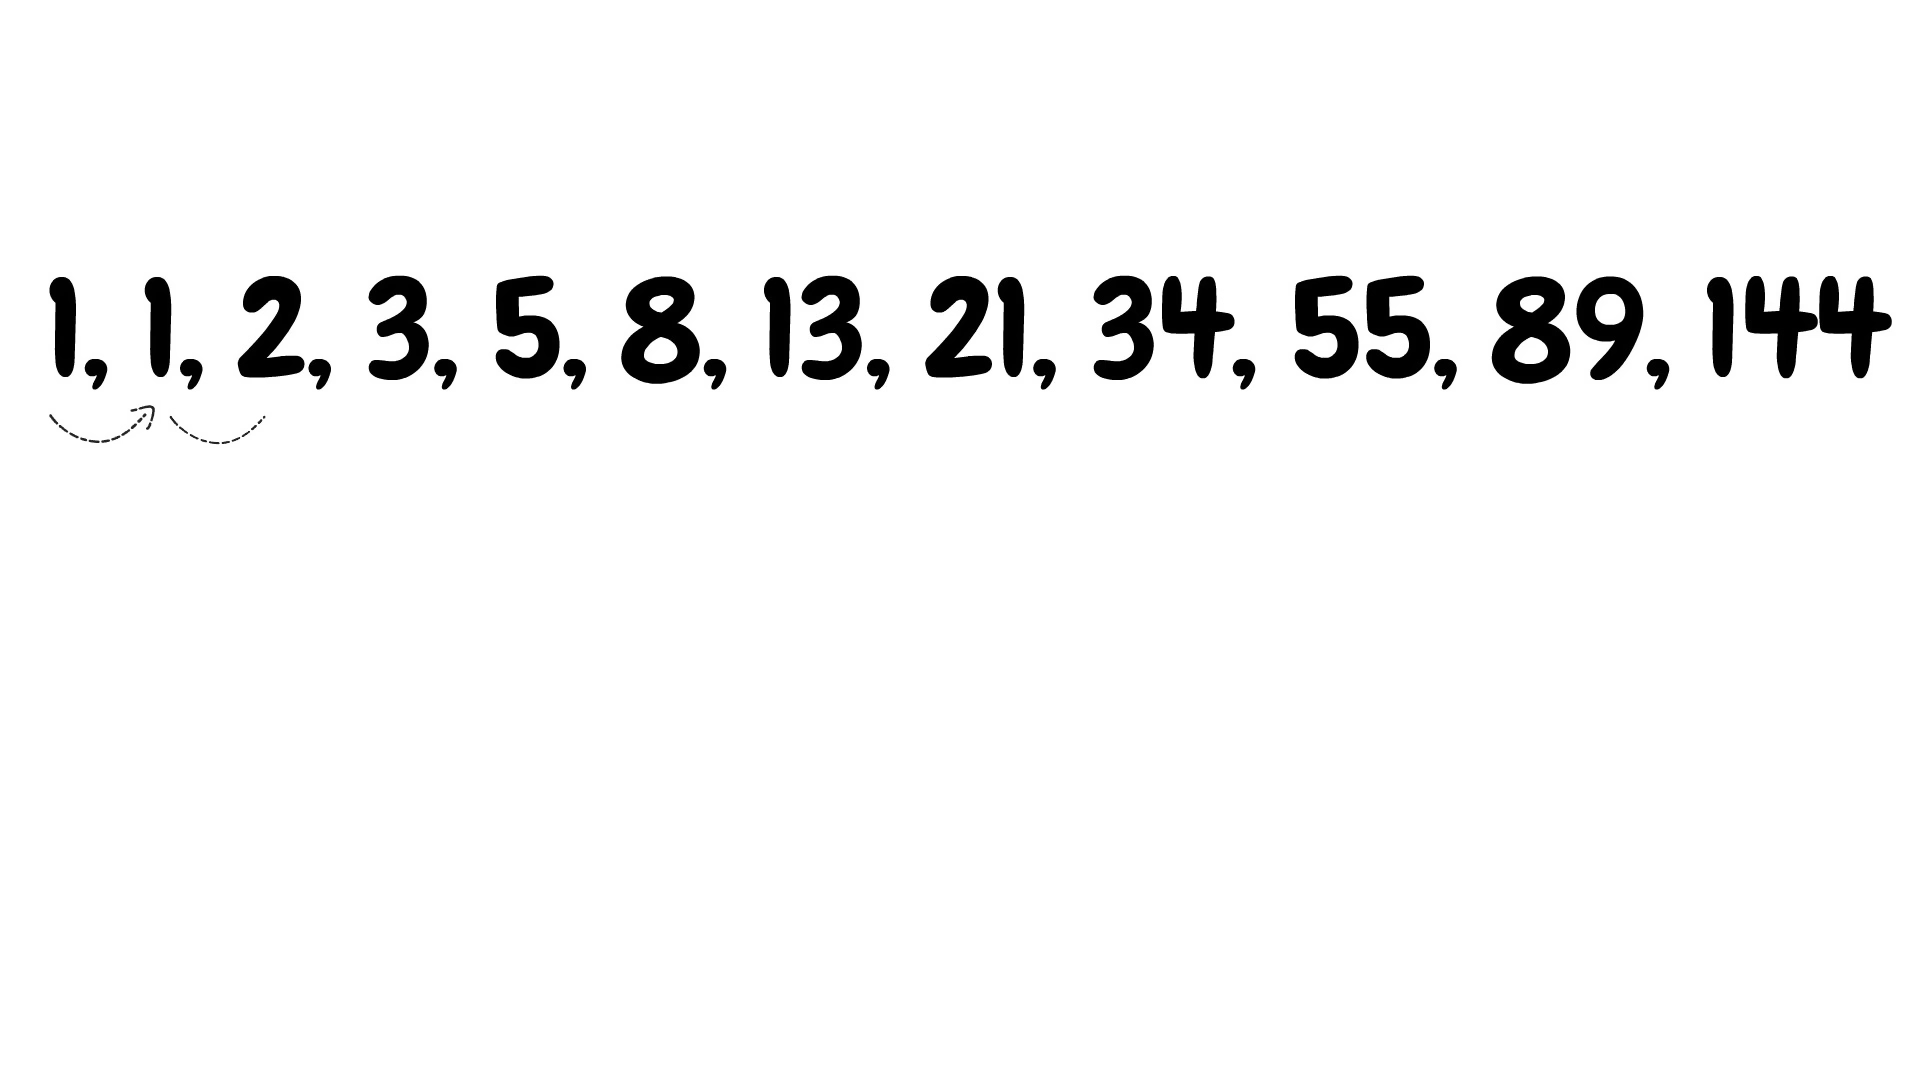 1, 1, 2, 3, 5, 8, 13, 21, 34, 55, 89, 144